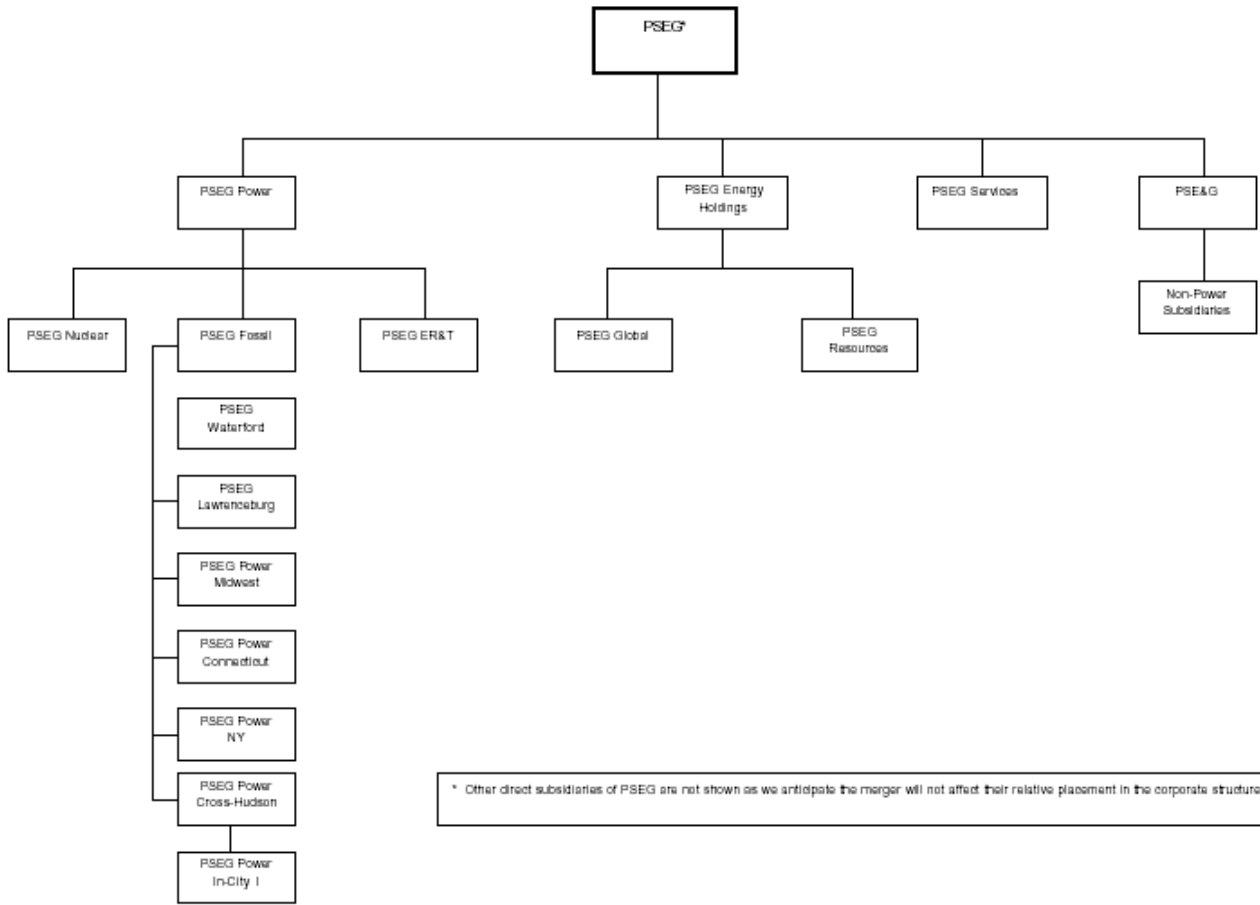 PSEG*
PSEG Power
PSEG Energy
Holdings
PSEG Services
PSE&G
Non-Power
Subsidiaries
PSEG Nuclear
PSEG Fossil
PSEG ER&T
PSEG Global
PSEG
Resources
PSEG
Waterford
PSEG
Lawrenceburg
PSEG Power
Midwest
PSEG Power
Connecticut
PSEG Power
NY
PSEG Power
Cross-Hudson
* Other direct subsidiaries of PSEG are not shown as we anticipate the merger will not affect their relative placement in the corporate structure
PSEG Power
In-City I